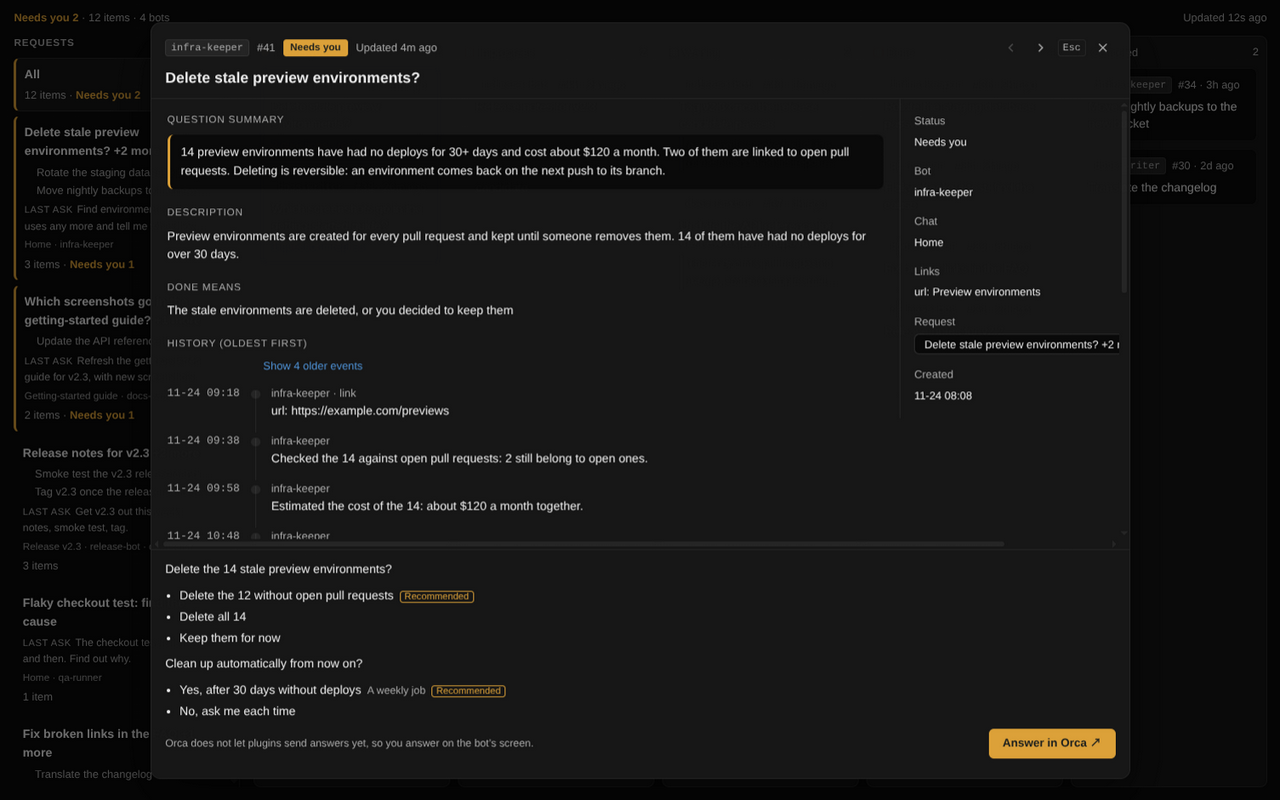 Needs you 2 · 12 items · 4 bots
Updated 12s ago
REQUESTS
All
12 items · Needs you 2
Delete stale preview
environments? +2
Rotate the staging
Move nightly backups
LAST ASK Find
uses any more and tell me
Home · infra-keeper
3 items · Needs you 1
Which screenshots go
getting-started guide?
Update the API
LAST ASK Refresh the
guide for v2.3, with new
Getting-started guide ·
2 items · Needs you 1
Release notes for v2.3
Smoke test the v2.3
Tag v2.3 once the
LAST ASK Get v2.3 out
notes, smoke test, tag.
Release v2.3 · release-bot ·
3 items
Flaky checkout test:
cause
LAST ASK The checkout
and then. Find out why.
Home · qa-runner
1 item
Fix broken links in the
more
Translate the changelog
infra-keeper #41 Needs you Updated 4m ago
Esc
Delete stale preview environments?
QUESTION SUMMARY
14 preview environments have had no deploys for 30+ days and cost about $120 a month. Two of them are linked to open pull
requests. Deleting is reversible: an environment comes back on the next push to its branch.
DESCRIPTION
Preview environments are created for every pull request and kept until someone removes them. 14 of them have had no deploys for
over 30 days.
DONE MEANS
The stale environments are deleted, or you decided to keep them
HISTORY (OLDEST FIRST)
Show 4 older events
11-24 09:18 infra-keeper · link
url: https://example.com/previews
11-24 09:38 infra-keeper
Checked the 14 against open pull requests: 2 still belong to open ones.
11-24 09:58 infra-keeper
Estimated the cost of the 14: about $120 a month together.
11-24 10:48 infra-keeper
Status
Needs you
Bot
infra-keeper
Chat
Home
Links
url: Preview environments
Request
Delete stale preview environments? +2
Created
11-24 08:08
Delete the 14 stale preview environments?
• Delete the 12 without open pull requests Recommended
• Delete all 14
• Keep them for now
Clean up automatically from now on?
• Yes, after 30 days without deploys A weekly job Recommended
• No, ask me each time
Orca does not let plugins send answers yet, so you answer on the bot's screen.
Answer in Orca ↗
2
keeper #34 · 3h ago
backups to the
#30 · 2d ago
the changelog